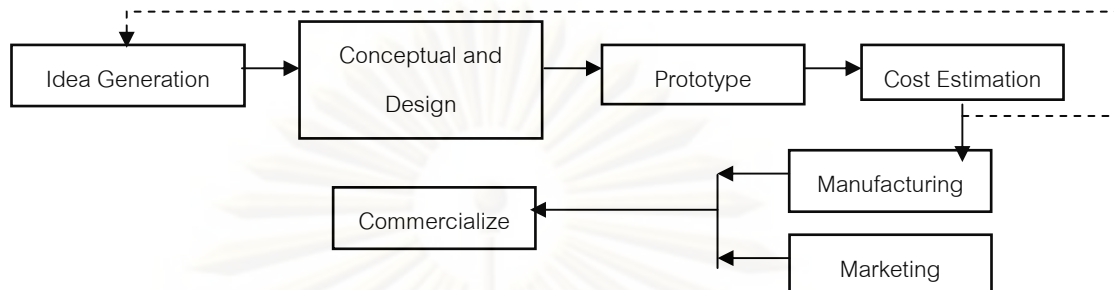 Idea Generation
Conceptual and
Design
Prototype
Cost Estimation
Manufacturing
Commercialize
Marketing